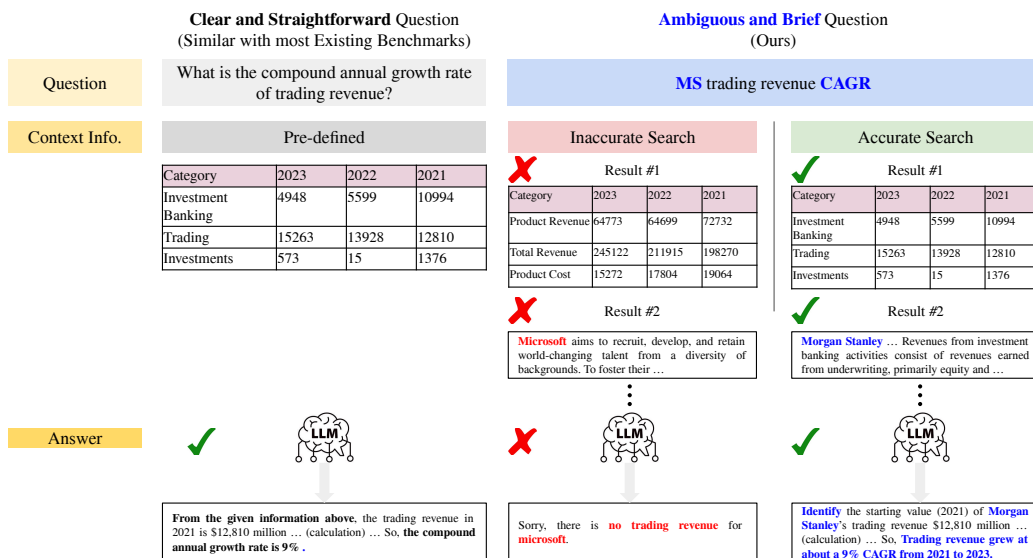 Clear and Straightforward Question
(Similar with most Existing Benchmarks)
Ambiguous and Brief Question
(Ours)
Question
What is the compound annual growth rate
of trading revenue?
MS trading revenue CAGR
Context Info.
Pre-defined
Inaccurate Search
Accurate Search
Category 2023 2022 2021
Investment
Banking 4948 5599 10994
Trading 15263 13928 12810
Investments 573 15 1376
Result #1
Category 2023 2022 2021
Product Revenue 64773 64699 72732
Total Revenue 245122 211915 198270
Product Cost 15272 17804 19064
Result #2
Microsoft aims to recruit, develop, and retain
world-changing talent from a diversity of
backgrounds. To foster their …
Result #1
Category 2023 2022 2021
Investment
Banking 4948 5599 10994
Trading 15263 13928 12810
Investments 573 15 1376
Result #2
Morgan Stanley … Revenues from investment
banking activities consist of revenues earned
from underwriting, primarily equity and …
Answer
LLM
LLM
LLM
From the given information above, the trading revenue in
2021 is $12,810 million … (calculation) … So, the compound
annual growth rate is 9% .
Sorry, there is no trading revenue for
microsoft.
Identify the starting value (2021) of Morgan
Stanley's trading revenue $12,810 million …
(calculation) … So, Trading revenue grew at
about a 9% CAGR from 2021 to 2023.